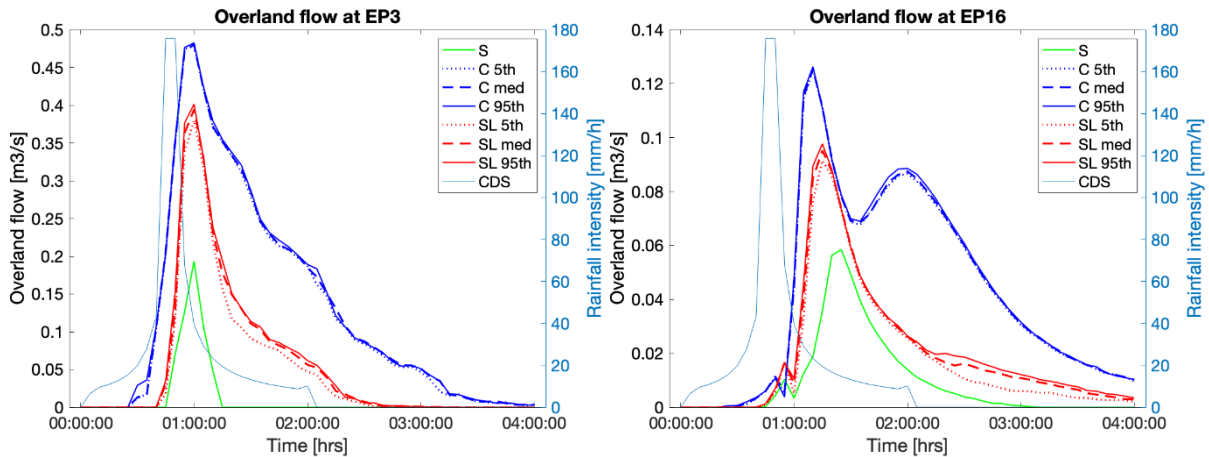 Overland flow at EP3
Overland flow [m3/s]
0.5
0.45
0.4
0.35
0.3
0.25
0.2
0.15
0.1
0.05
0
180
160
140
120
100
80
60
40
20
0
Rainfall intensity [mm/h]
S
C 5th
C med
C 95th
SL 5th
SL med
SL 95th
CDS
00:00:00 01:00:00 02:00:00 03:00:00 04:00:00
Time [hrs]
Overland flow at EP16
Overland flow [m3/s]
0.14
0.12
0.1
0.08
0.06
0.04
0.02
0
180
160
140
120
100
80
60
40
20
0
Rainfall intensity [mm/h]
S
C 5th
C med
C 95th
SL 5th
SL med
SL 95th
CDS
00:00:00 01:00:00 02:00:00 03:00:00 04:00:00
Time [hrs]